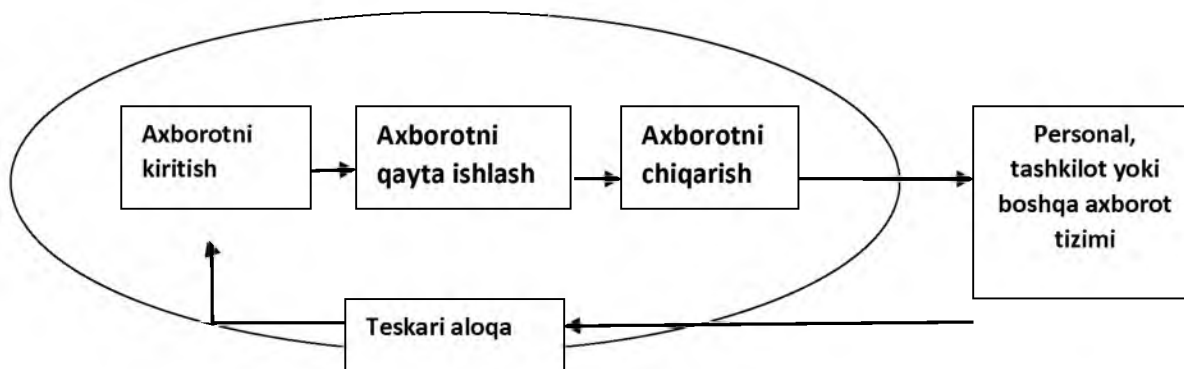 Axborotni
kiritish
Axborotni
qayta ishlash
Axborotni
chiqarish
Personal,
tashkilot yoki
boshqa axborot
tizimi
Teskari aloqa